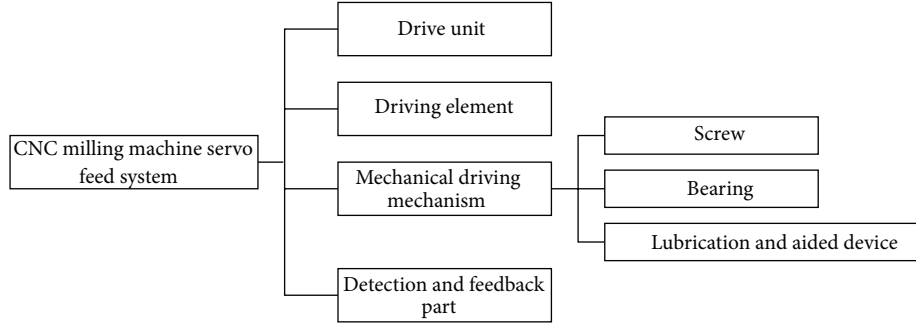 Drive unit
Driving element
CNC milling machine servo
feed system
Mechanical driving
mechanism
Detection and feedback
part
Screw
Bearing
Lubrication and aided device